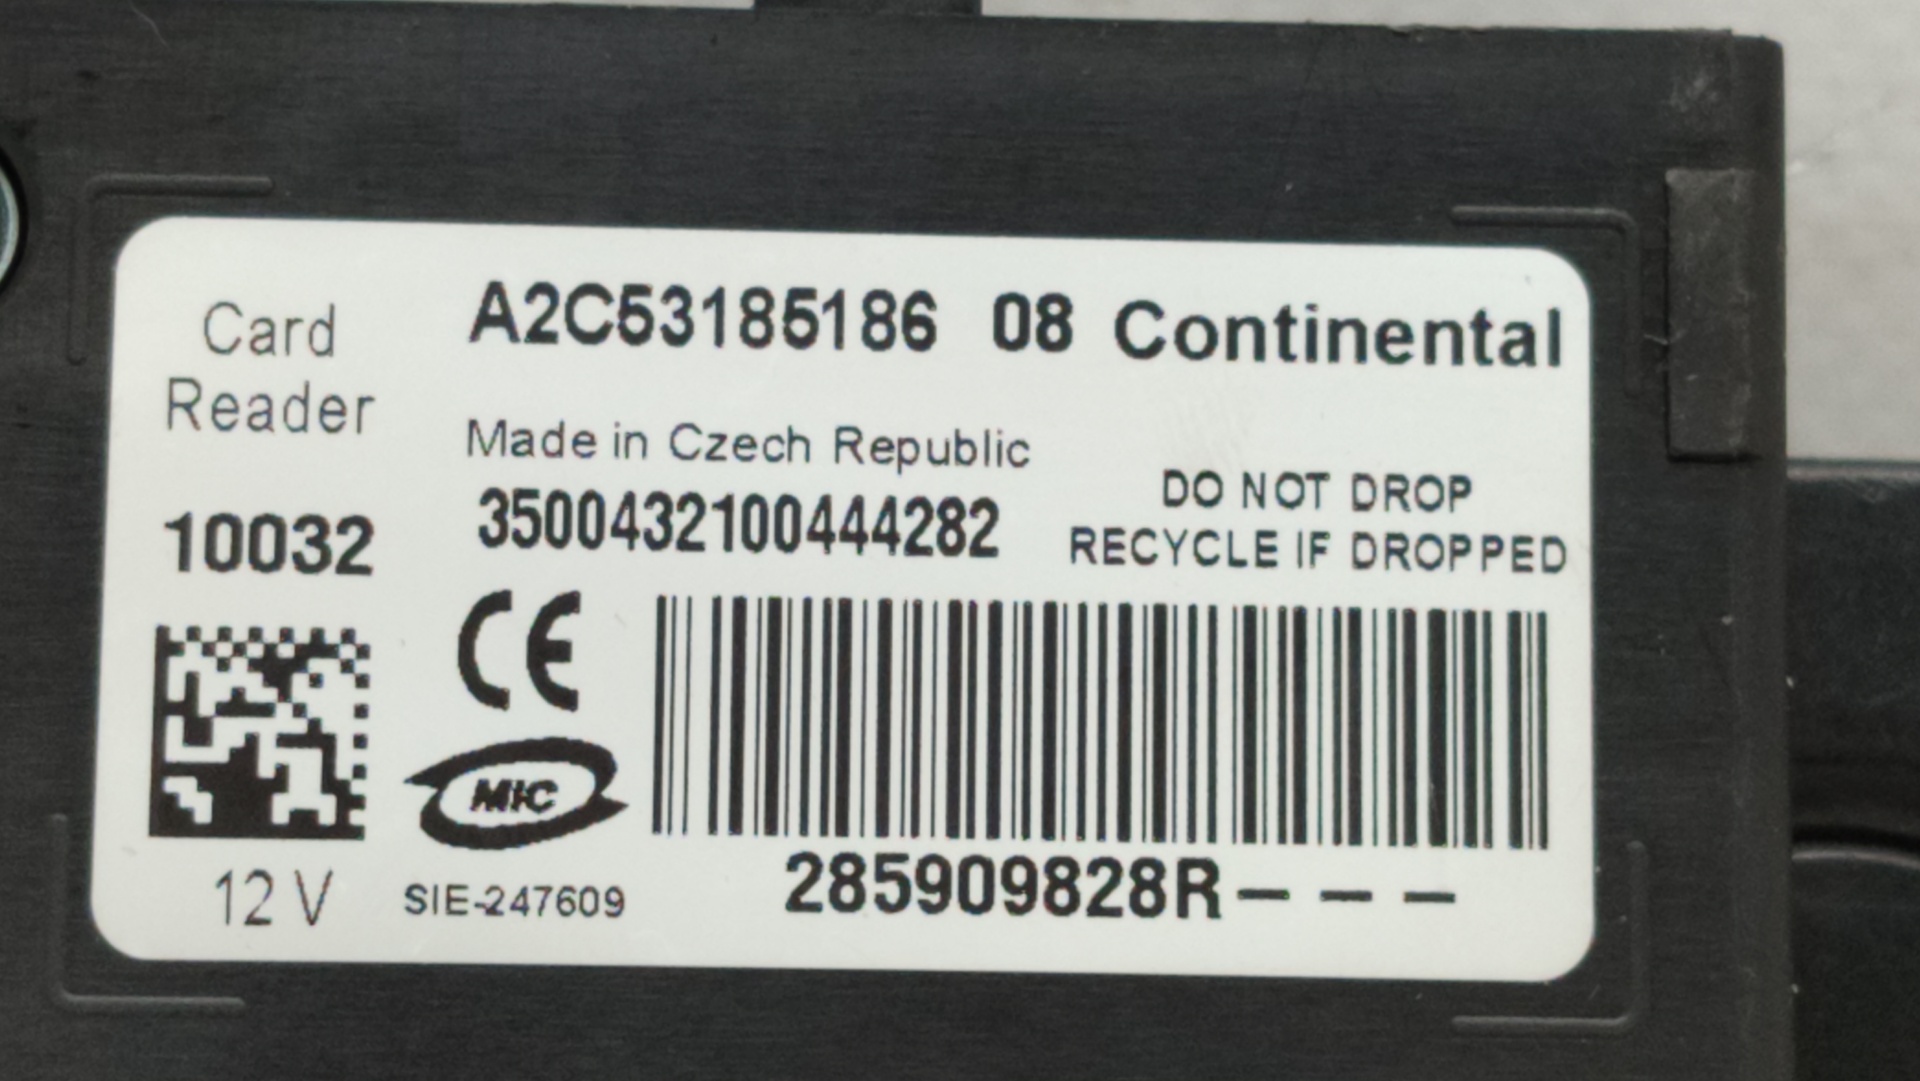 Card
Reader
10032
12 V
A2C53185186 08 Continental
Made in Czech Republic
3500432100444282
DO NOT DROP
RECYCLE IF DROPPED
CE
MIC
SIE-247609
285909828R- - -